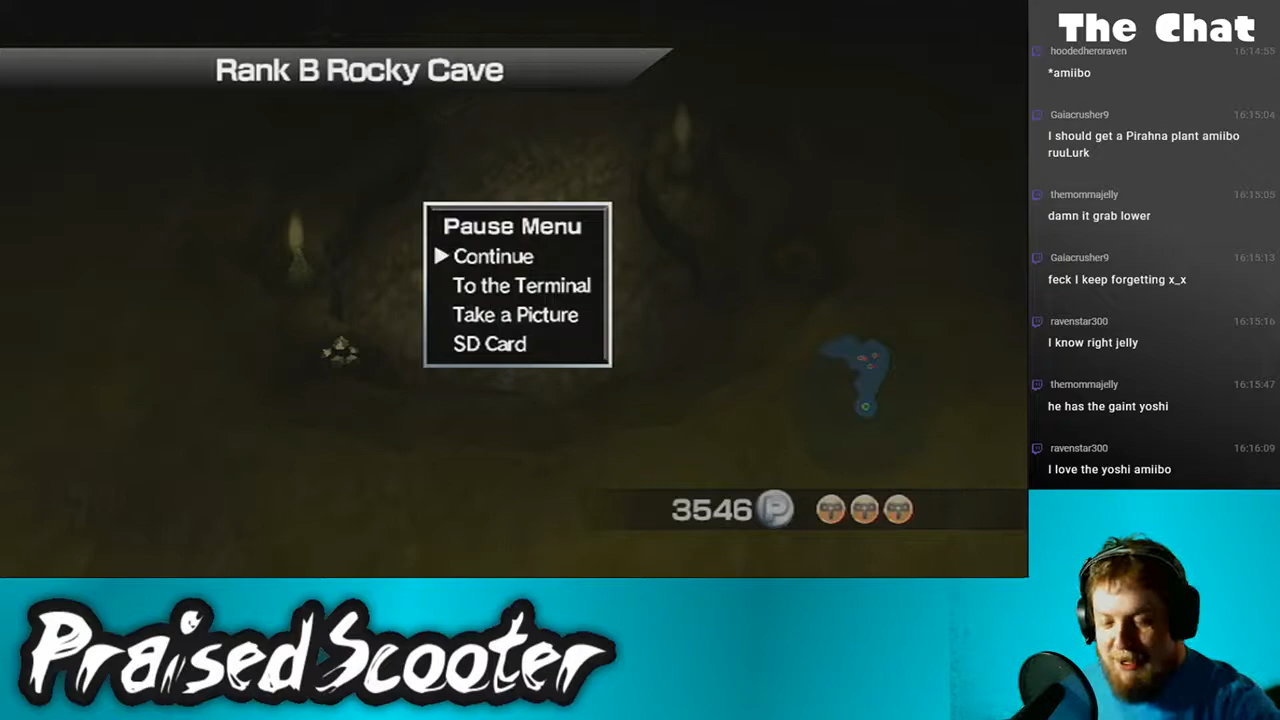 Rank B Rocky Cave
Pause Menu
Continue
To the Terminal
Take a Picture
SD Card
3546 P
PraisedScooter
The Chat
hoodedheroraven 16:14:55
*amiibo
Gaiacrusher9 16:15:04
I should get a Pirahna plant amiibo
ruuLurk
themommajelly 16:15:05
damn it grab lower
Gaiacrusher9 16:15:13
feck I keep forgetting x_x
ravenstar300 16:15:16
I know right jelly
themommajelly 16:15:47
he has the gaint yoshi
ravenstar300 16:16:09
I love the yoshi amiibo